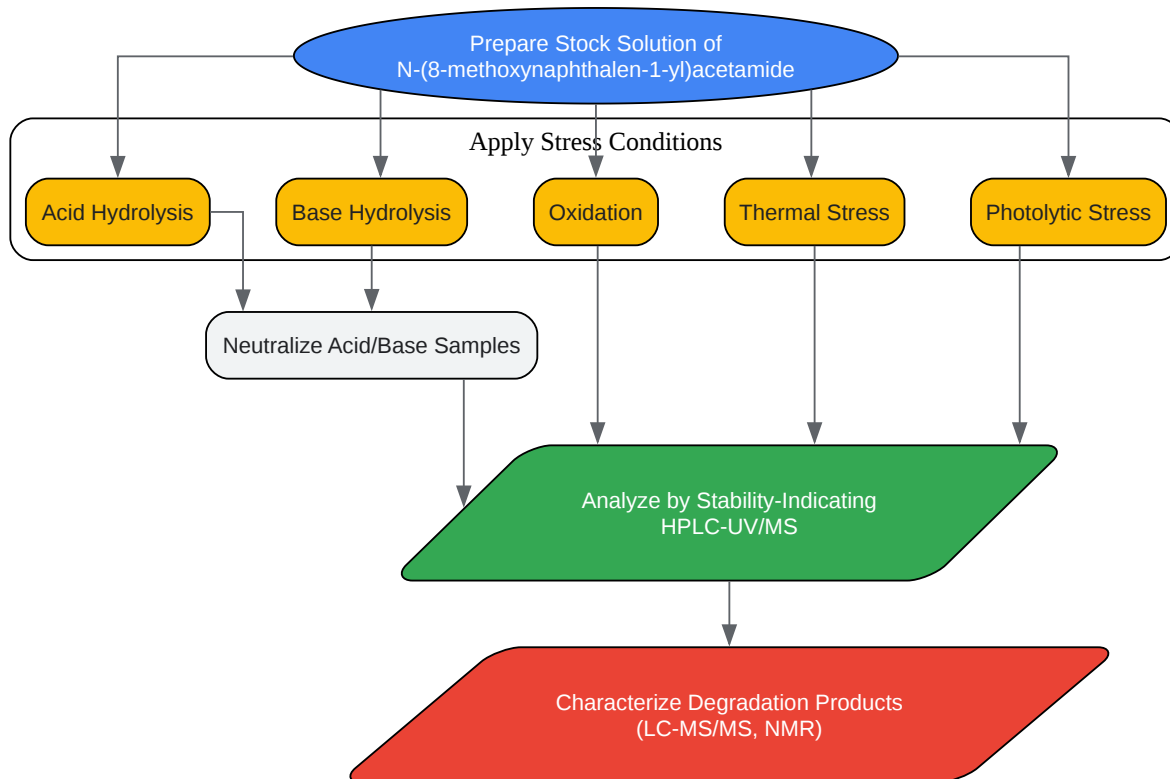 Prepare Stock Solution of
N-(8-methoxynaphthalen-1-yl)acetamide
Apply Stress Conditions
Acid Hydrolysis
Base Hydrolysis
Oxidation
Thermal Stress
Photolytic Stress
Neutralize Acid/Base Samples
Analyze by Stability-Indicating
HPLC-UV/MS
Characterize Degradation Products
(LC-MS/MS, NMR)